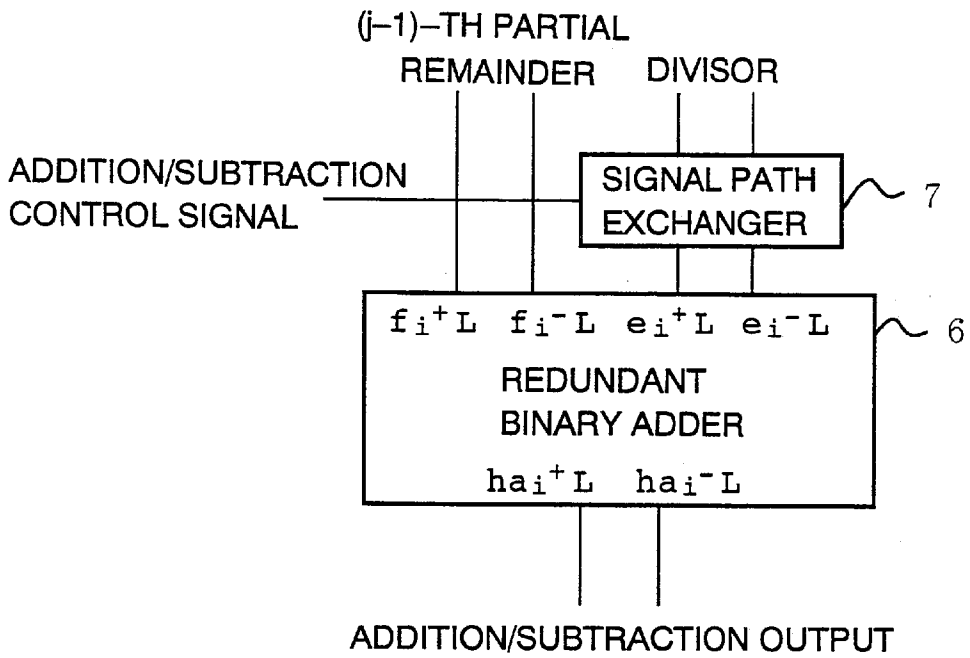 (j–1)–TH PARTIAL
REMAINDER DIVISOR
ADDITION/SUBTRACTION
CONTROL SIGNAL
SIGNAL PATH
EXCHANGER
7
fi+L fi-L ei+L ei-L
6
REDUNDANT
BINARY ADDER
hai+L hai-L
ADDITION/SUBTRACTION OUTPUT